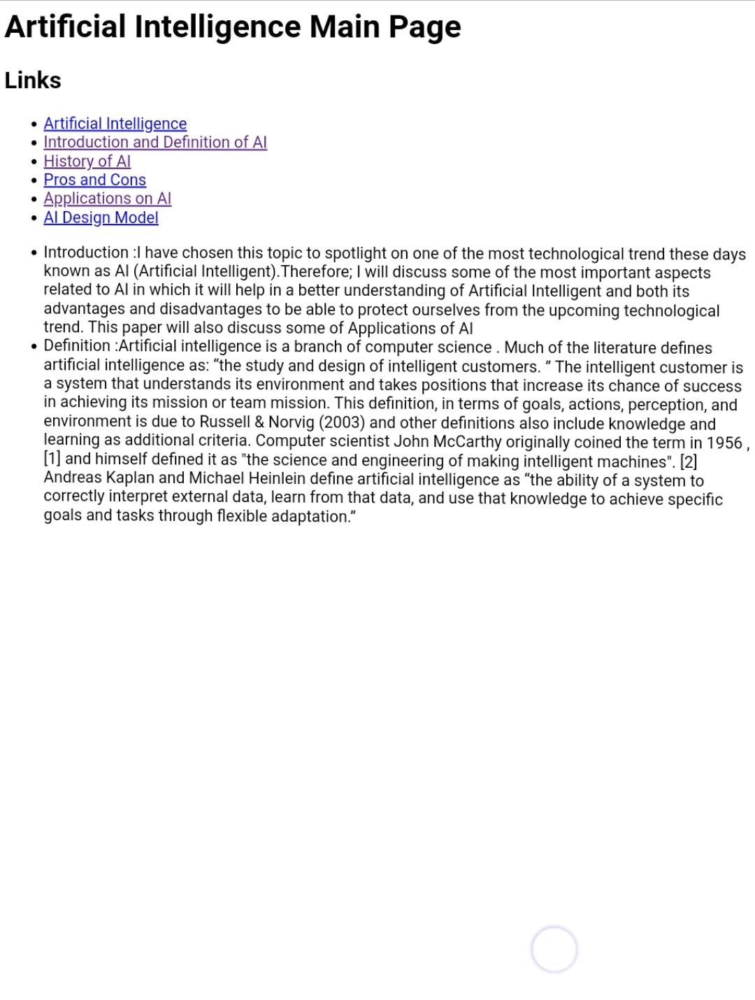 Artificial Intelligence Main Page
Links
• Artificial Intelligence
• Introduction and Definition of AI
• History of AI
• Pros and Cons
• Applications on AI
• AI Design Model
• Introduction :I have chosen this topic to spotlight on one of the most technological trend these days
known as AI (Artificial Intelligent).Therefore; I will discuss some of the most important aspects
related to AI in which it will help in a better understanding of Artificial Intelligent and both its
advantages and disadvantages to be able to protect ourselves from the upcoming technological
trend. This paper will also discuss some of Applications of AI
• Definition :Artificial intelligence is a branch of computer science . Much of the literature defines
artificial intelligence as: “the study and design of intelligent customers. ” The intelligent customer is
a system that understands its environment and takes positions that increase its chance of success
in achieving its mission or team mission. This definition, in terms of goals, actions, perception, and
environment is due to Russell & Norvig (2003) and other definitions also include knowledge and
learning as additional criteria. Computer scientist John McCarthy originally coined the term in 1956 ,
[1] and himself defined it as "the science and engineering of making intelligent machines". [2]
Andreas Kaplan and Michael Heinlein define artificial intelligence as “the ability of a system to
correctly interpret external data, learn from that data, and use that knowledge to achieve specific
goals and tasks through flexible adaptation.”